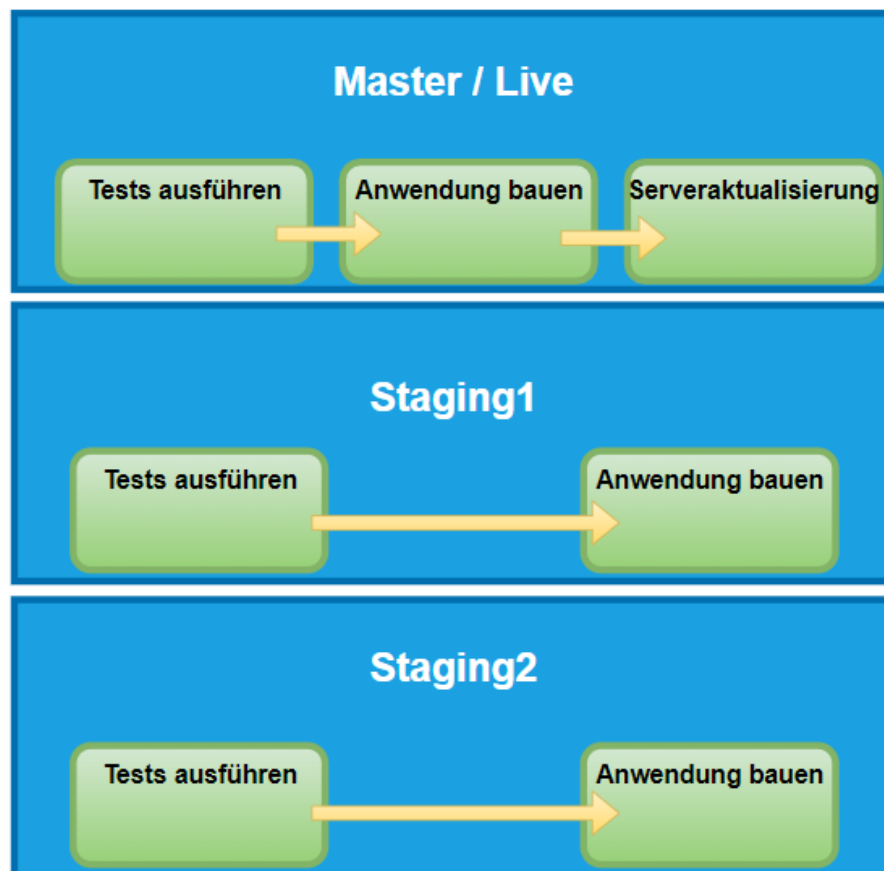 Master / Live
Tests ausführen
Anwendung bauen
Serveraktualisierung
Staging1
Tests ausführen
Anwendung bauen
Staging2
Tests ausführen
Anwendung bauen